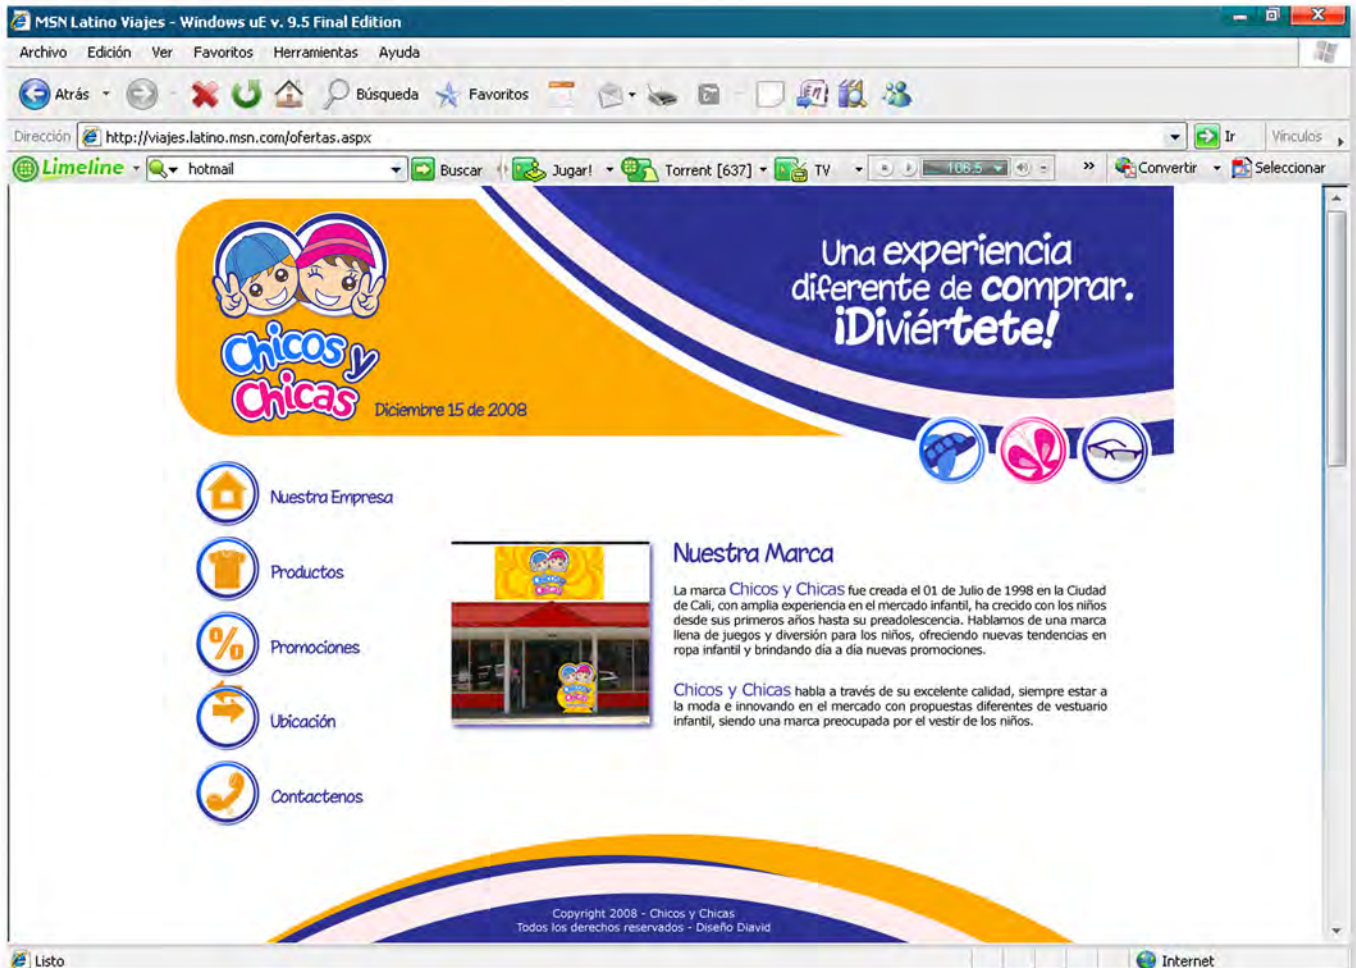 MSN Latino Viajes - Windows uE v. 9.5 Final Edition
Archivo Edición Ver Favoritos Herramientas Ayuda
Atrás Búsqueda Favoritos
Dirección http://viajes.latino.msn.com/ofertas.aspx Ir Vínculos
Limeline hotmail Buscar Jugar! Torrent [637] TV 106.5 » Convertir Seleccionar
Una experiencia
diferente de comprar.
¡Diviértete!
Chicos y
Chicas
Diciembre 15 de 2008
Nuestra Empresa
Productos
Promociones
Ubicación
Contactenos
Nuestra Marca
La marca Chicos y Chicas fue creada el 01 de Julio de 1998 en la Ciudad
de Cali, con amplia experiencia en el mercado infantil, ha crecido con los niños
desde sus primeros años hasta su preadolescencia. Hablamos de una marca
llena de juegos y diversión para los niños, ofreciendo nuevas tendencias en
ropa infantil y brindando día a día nuevas promociones.
Chicos y Chicas habla a través de su excelente calidad, siempre estar a
la moda e innovando en el mercado con propuestas diferentes de vestuario
infantil, siendo una marca preocupada por el vestir de los niños.
Copyright 2008 - Chicos y Chicas
Todos los derechos reservados - Diseño Diavid
Listo Internet